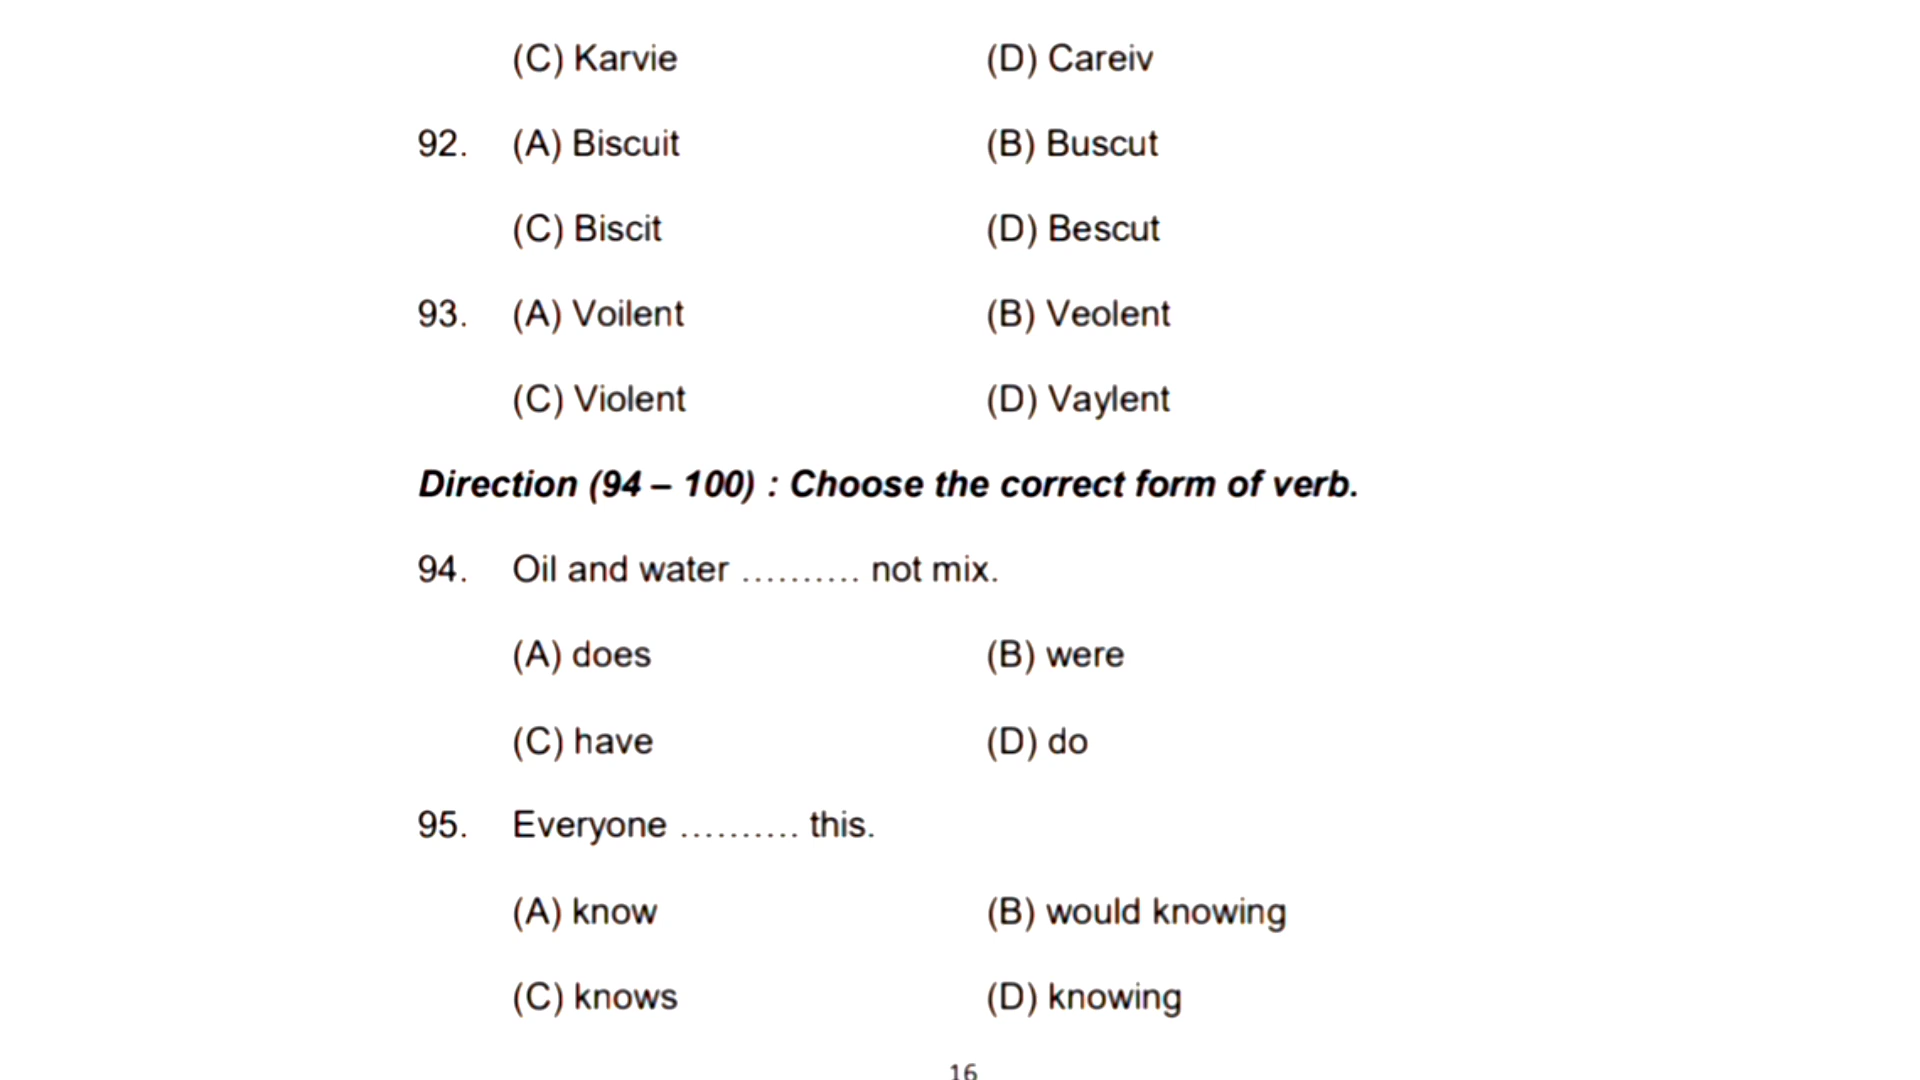 (C) Karvie (D) Careiv
92. (A) Biscuit (B) Buscut
(C) Biscit (D) Bescut
93. (A) Voilent (B) Veolent
(C) Violent (D) Vaylent
Direction (94 – 100) : Choose the correct form of verb.
94. Oil and water .......... not mix.
(A) does (B) were
(C) have (D) do
95. Everyone .......... this.
(A) know (B) would knowing
(C) knows (D) knowing
16